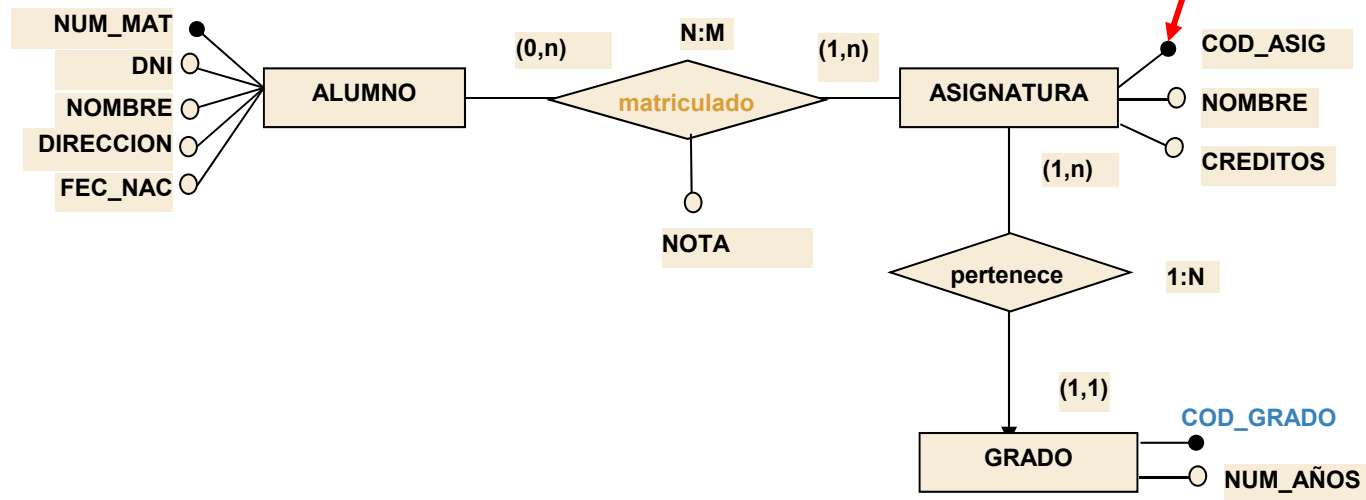 NUM_MAT
DNI
NOMBRE
DIRECCION
FEC_NAC
ALUMNO
(0,n)
N:M
matriculado
(1,n)
NOTA
ASIGNATURA
COD_ASIG
NOMBRE
CREDITOS
(1,n)
pertenece
1:N
(1,1)
GRADO
COD_GRADO
NUM_AÑOS